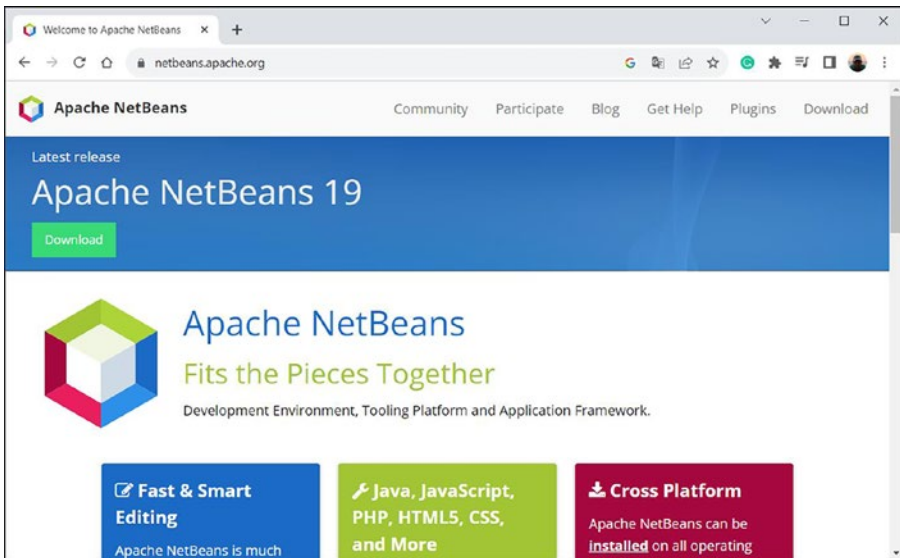 Welcome to Apache NetBeans
netbeans.apache.org
Apache NetBeans
Community Participate Blog Get Help Plugins Download
Latest release
Apache NetBeans 19
Download
Apache NetBeans
Fits the Pieces Together
Development Environment, Tooling Platform and Application Framework.
Fast & Smart
Editing
Apache NetBeans is much
Java, JavaScript,
PHP, HTML5, CSS,
and More
Cross Platform
Apache NetBeans can be
installed on all operating